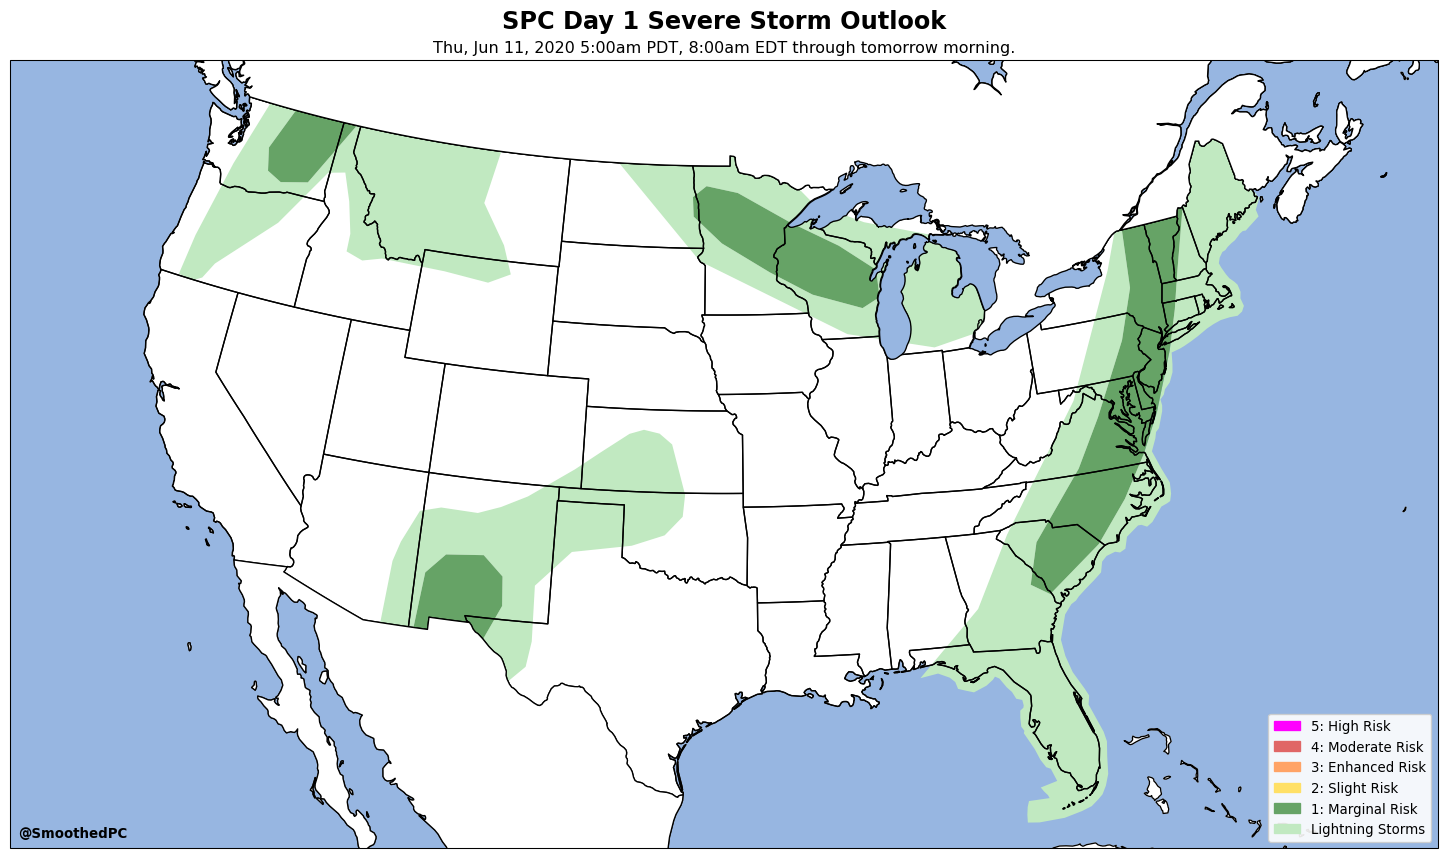 SPC Day 1 Severe Storm Outlook
Thu, Jun 11, 2020 5:00am PDT, 8:00am EDT through tomorrow morning.
5: High Risk
4: Moderate Risk
3: Enhanced Risk
2: Slight Risk
1: Marginal Risk
Lightning Storms
@SmoothedPC